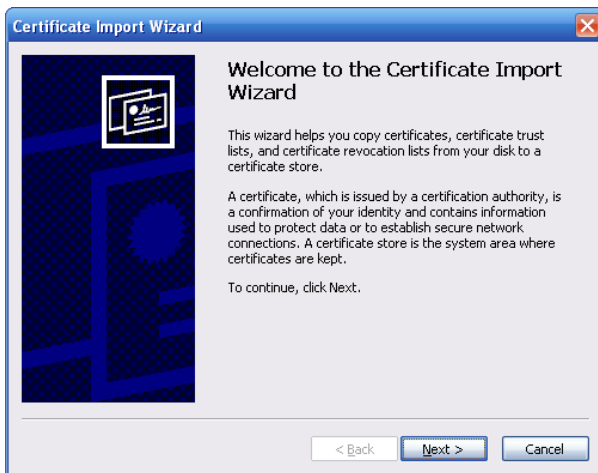 Certificate Import Wizard
Welcome to the Certificate Import
Wizard
This wizard helps you copy certificates, certificate trust
lists, and certificate revocation lists from your disk to a
certificate store.
A certificate, which is issued by a certification authority, is
a confirmation of your identity and contains information
used to protect data or to establish secure network
connections. A certificate store is the system area where
certificates are kept.
To continue, click Next.
< Back Next > Cancel